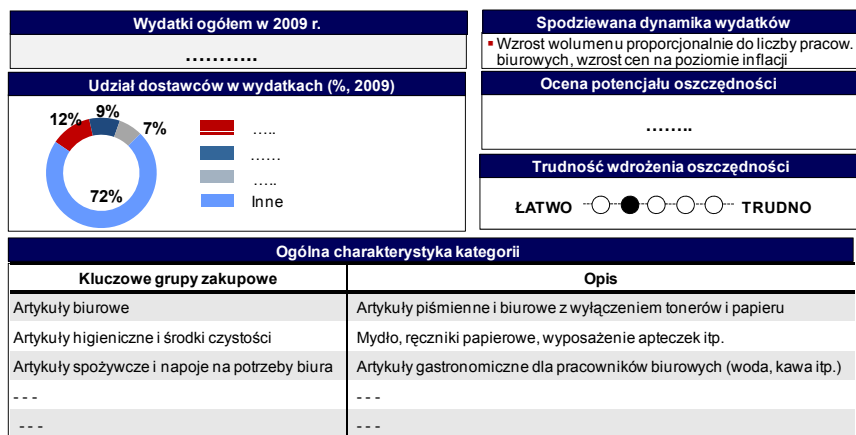 Wydatki ogółem w 2009 r.
………..
Udział dostawców w wydatkach (%, 2009)
12%
9%
7%
72%
…..
……
…..
Inne
Spodziewana dynamika wydatków
▪ Wzrost wolumenu proporcjonalnie do liczby pracow.
biurowych, wzrost cen na poziomie inflacji
Ocena potencjału oszczędności
……..
Trudność wdrożenia oszczędności
ŁATWO TRUDNO
Ogólna charakterystyka kategorii
Kluczowe grupy zakupowe Opis
Artykuły biurowe Artykuły piśmienne i biurowe z wyłączeniem tonerów i papieru
Artykuły higieniczne i środki czystości Mydło, ręczniki papierowe, wyposażenie apteczek itp.
Artykuły spożywcze i napoje na potrzeby biura Artykuły gastronomiczne dla pracowników biurowych (woda, kawa itp.)
- - - - - -
- - - - - -